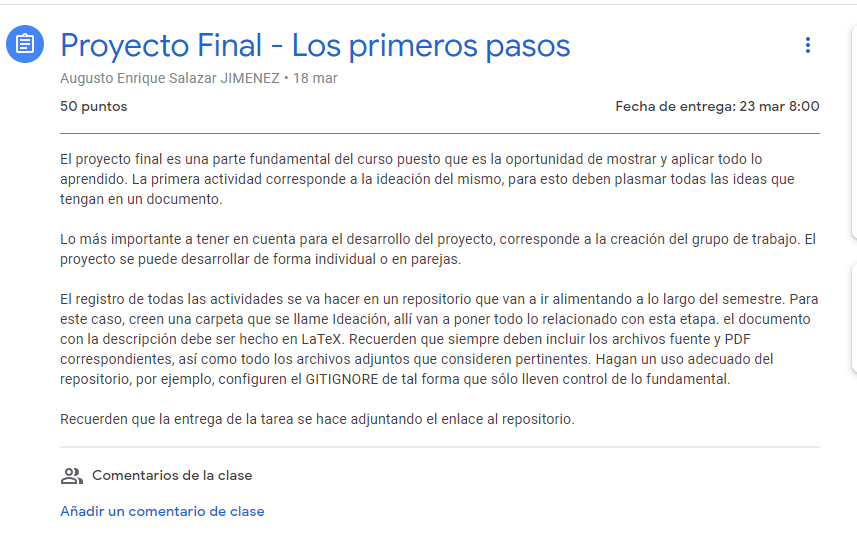 Proyecto Final - Los primeros pasos
Augusto Enrique Salazar JIMENEZ • 18 mar
50 puntos
Fecha de entrega: 23 mar 8:00
El proyecto final es una parte fundamental del curso puesto que es la oportunidad de mostrar y aplicar todo lo
aprendido. La primera actividad corresponde a la ideación del mismo, para esto deben plasmar todas las ideas que
tengan en un documento.
Lo más importante a tener en cuenta para el desarrollo del proyecto, corresponde a la creación del grupo de trabajo. El
proyecto se puede desarrollar de forma individual o en parejas.
El registro de todas las actividades se va hacer en un repositorio que van a ir alimentando a lo largo del semestre. Para
este caso, creen una carpeta que se llame Ideación, allí van a poner todo lo relacionado con esta etapa. el documento
con la descripción debe ser hecho en LaTeX. Recuerden que siempre deben incluir los archivos fuente y PDF
correspondientes, así como todo los archivos adjuntos que consideren pertinentes. Hagan un uso adecuado del
repositorio, por ejemplo, configuren el GITIGNORE de tal forma que sólo lleven control de lo fundamental.
Recuerden que la entrega de la tarea se hace adjuntando el enlace al repositorio.
Comentarios de la clase
Añadir un comentario de clase